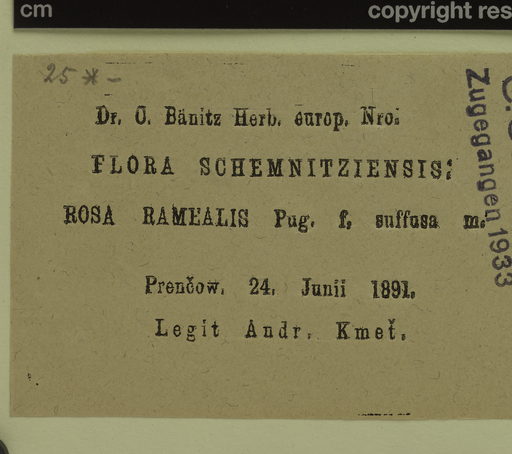 cm
copyright res
25 * –
Dr. C. Bänitz Herb. europ. Nro:
FLORA SCHEMNITZIENSIS:
ROSA RAMEALIS Pug. f. suffusa m.
Prenčow. 24. Junii 1891.
Legit Andr. Kmeť.
Zugegangen 1933